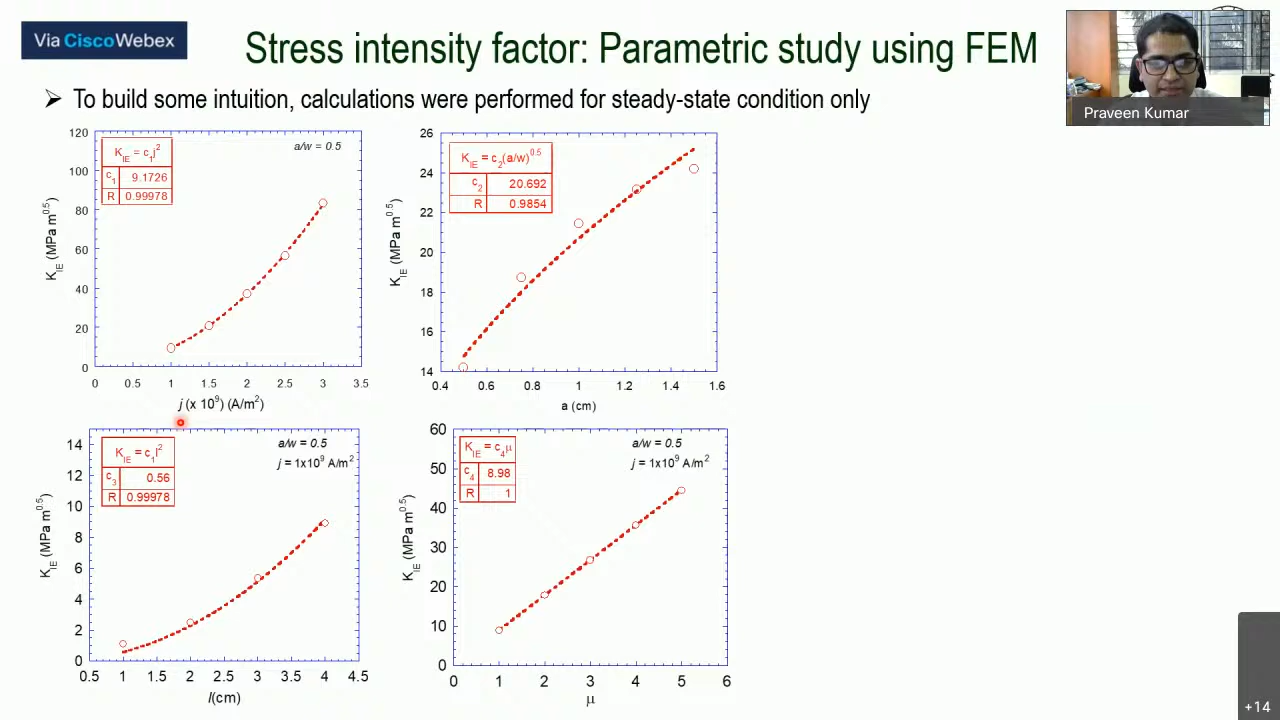 Via CiscoWebex
Stress intensity factor: Parametric study using FEM
Praveen Kumar
➢ To build some intuition, calculations were performed for steady-state condition only
120
100
80
60
40
20
0
K_IE (MPa m^0.5)
K_IE = c_1j^2
c_1 9.1726
R 0.99978
a/w = 0.5
0 0.5 1 1.5 2 2.5 3 3.5
j (x 10^9) (A/m^2)
26
24
22
20
18
16
14
K_IE (MPa m^0.5)
K_IE = c_2(a/w)^0.5
c_2 20.692
R 0.9854
0.4 0.6 0.8 1 1.2 1.4 1.6
a (cm)
14
12
10
8
6
4
2
0
K_IE (MPa m^0.5)
K_IE = c_1l^2
c_3 0.56
R 0.99978
a/w = 0.5
j = 1x10^9 A/m^2
0.5 1 1.5 2 2.5 3 3.5 4 4.5
l(cm)
60
50
40
30
20
10
0
K_IE (MPa m^0.5)
K_IE = c_4μ
c_4 8.98
R 1
a/w = 0.5
j = 1x10^9 A/m^2
0 1 2 3 4 5 6
μ
+14